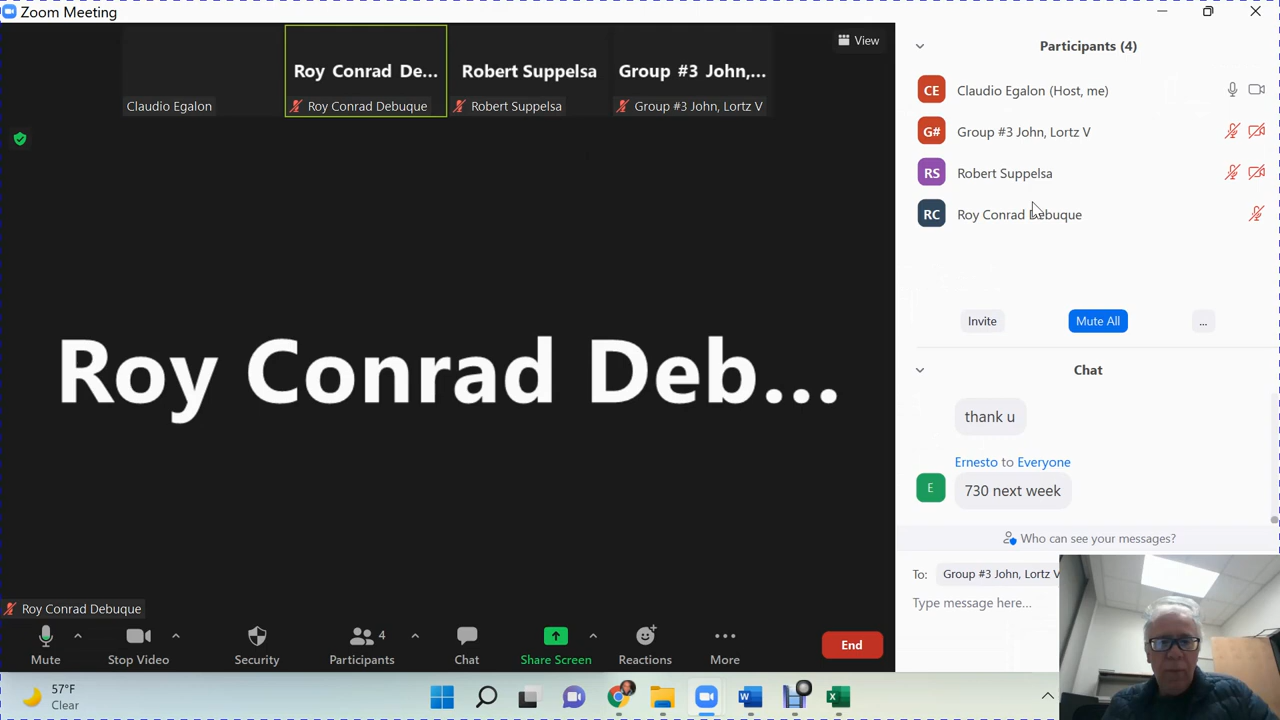 Zoom Meeting
Roy Conrad De...
Robert Suppelsa
Group #3 John,...
View
Claudio Egalon
Roy Conrad Debuque
Robert Suppelsa
Group #3 John, Lortz V
Participants (4)
CE Claudio Egalon (Host, me)
G# Group #3 John, Lortz V
RS Robert Suppelsa
RC Roy Conrad Debuque
Invite
Mute All
...
Roy Conrad Deb...
Chat
thank u
Ernesto to Everyone
E 730 next week
Who can see your messages?
To: Group #3 John, Lortz V
Type message here...
Roy Conrad Debuque
4
Mute
Stop Video
Security
Participants
Chat
Share Screen
Reactions
More
End
57°F
Clear